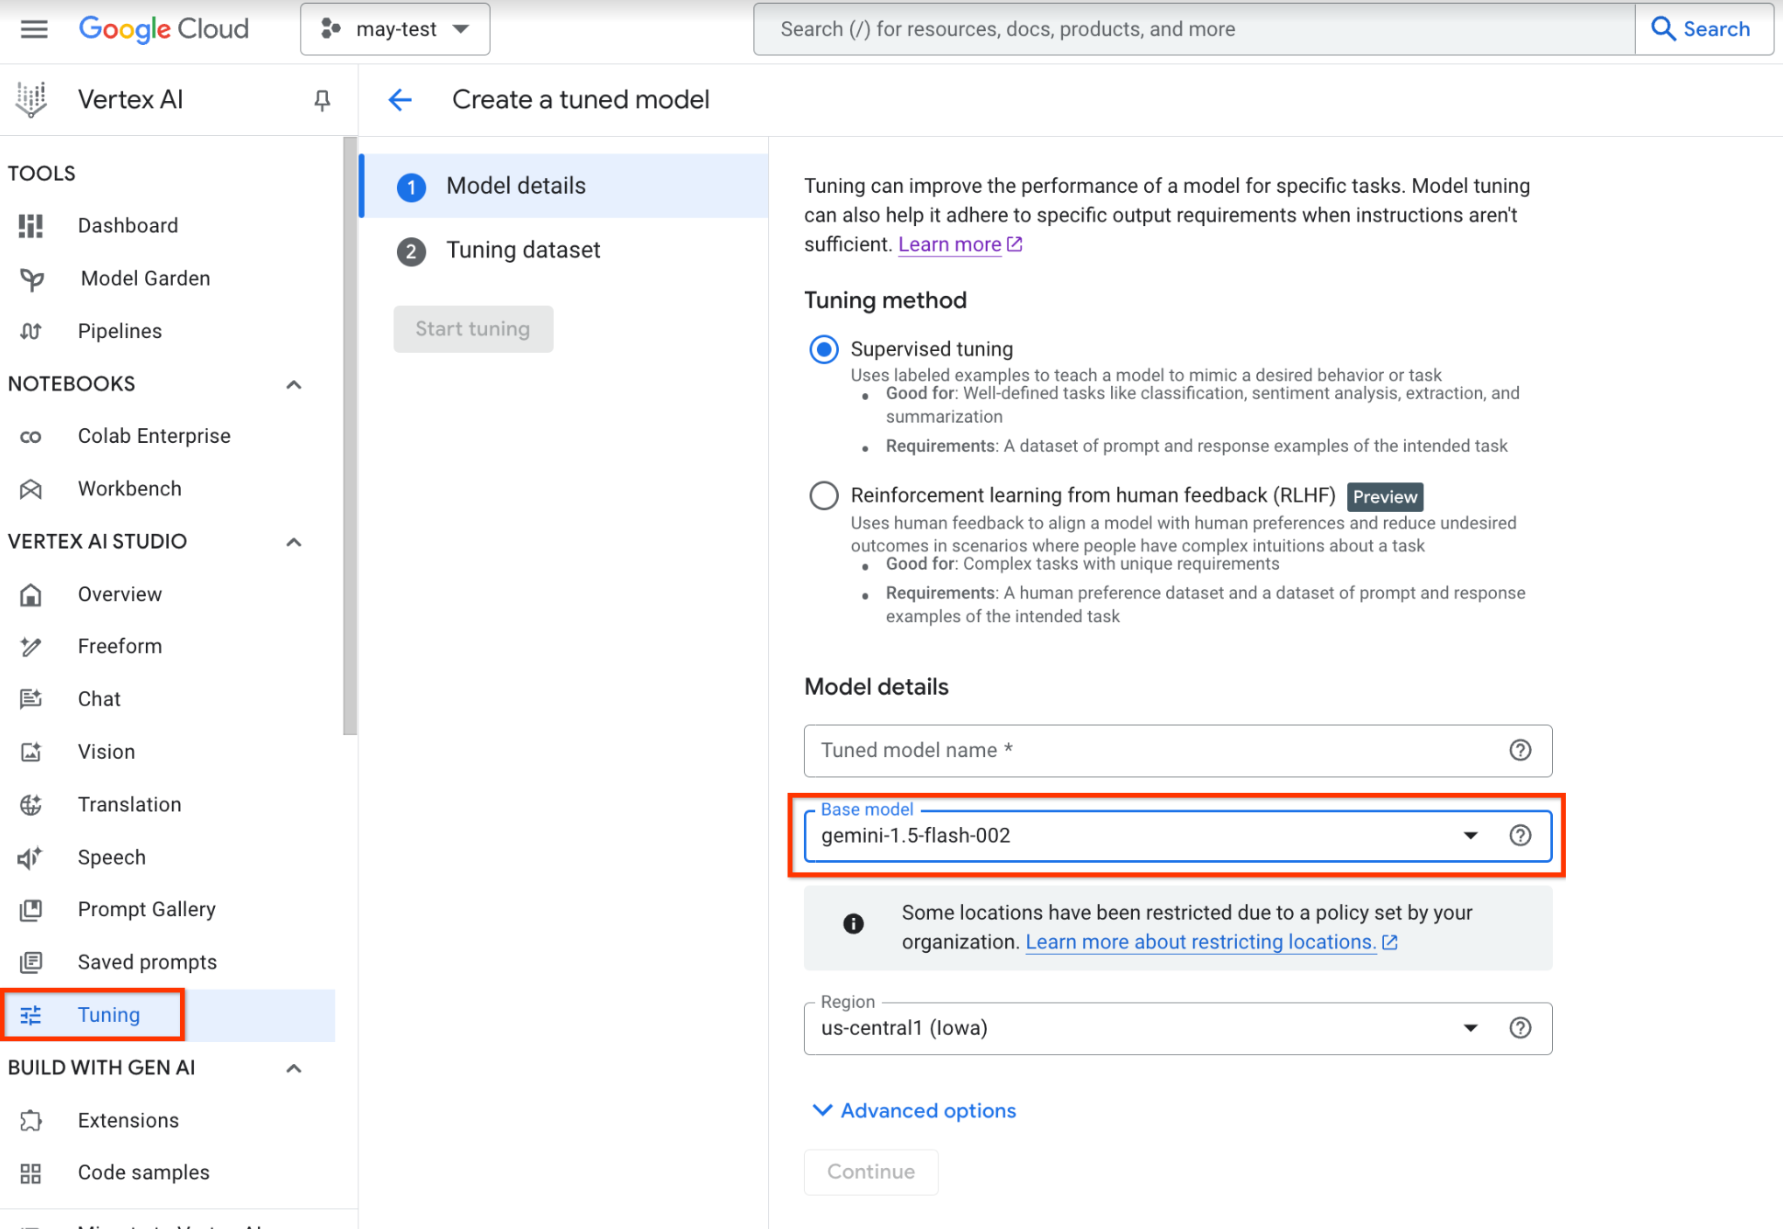 Google Cloud
may-test
Search (/) for resources, docs, products, and more
Search
Vertex AI
Create a tuned model
TOOLS
Dashboard
Model Garden
Pipelines
NOTEBOOKS
Colab Enterprise
Workbench
VERTEX AI STUDIO
Overview
Freeform
Chat
Vision
Translation
Speech
Prompt Gallery
Saved prompts
Tuning
BUILD WITH GEN AI
Extensions
Code samples
1 Model details
2 Tuning dataset
Start tuning
Tuning can improve the performance of a model for specific tasks. Model tuning
can also help it adhere to specific output requirements when instructions aren't
sufficient. Learn more
Tuning method
Supervised tuning
Uses labeled examples to teach a model to mimic a desired behavior or task
• Good for: Well-defined tasks like classification, sentiment analysis, extraction, and
summarization
• Requirements: A dataset of prompt and response examples of the intended task
Reinforcement learning from human feedback (RLHF) Preview
Uses human feedback to align a model with human preferences and reduce undesired
outcomes in scenarios where people have complex intuitions about a task
• Good for: Complex tasks with unique requirements
• Requirements: A human preference dataset and a dataset of prompt and response
examples of the intended task
Model details
Tuned model name *
Base model
gemini-1.5-flash-002
Some locations have been restricted due to a policy set by your
organization. Learn more about restricting locations.
Region
us-central1 (Iowa)
Advanced options
Continue